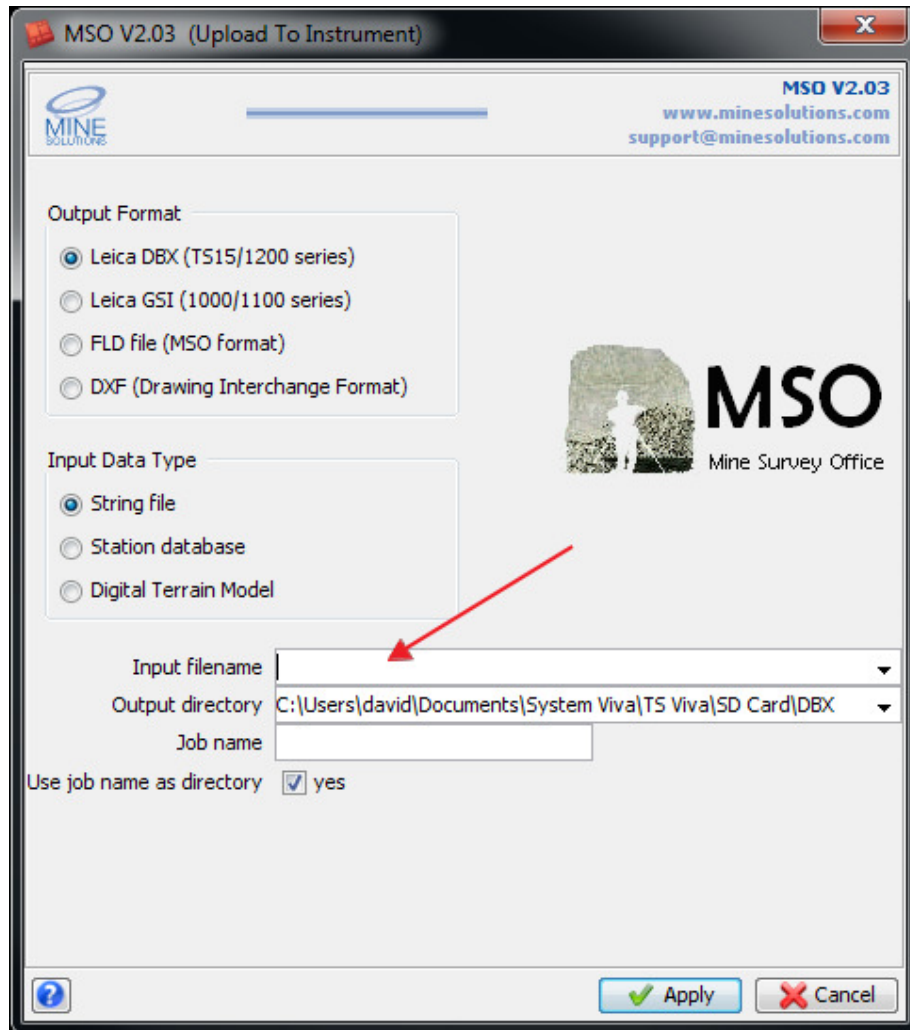 MSO V2.03 (Upload To Instrument)
MINE
SOLUTIONS
MSO V2.03
www.minesolutions.com
support@minesolutions.com
Output Format
Leica DBX (TS15/1200 series)
Leica GSI (1000/1100 series)
FLD file (MSO format)
DXF (Drawing Interchange Format)
MSO
Mine Survey Office
Input Data Type
String file
Station database
Digital Terrain Model
Input filename
Output directory C:\Users\david\Documents\System Viva\TS Viva\SD Card\DBX
Job name
Use job name as directory yes
? Apply Cancel